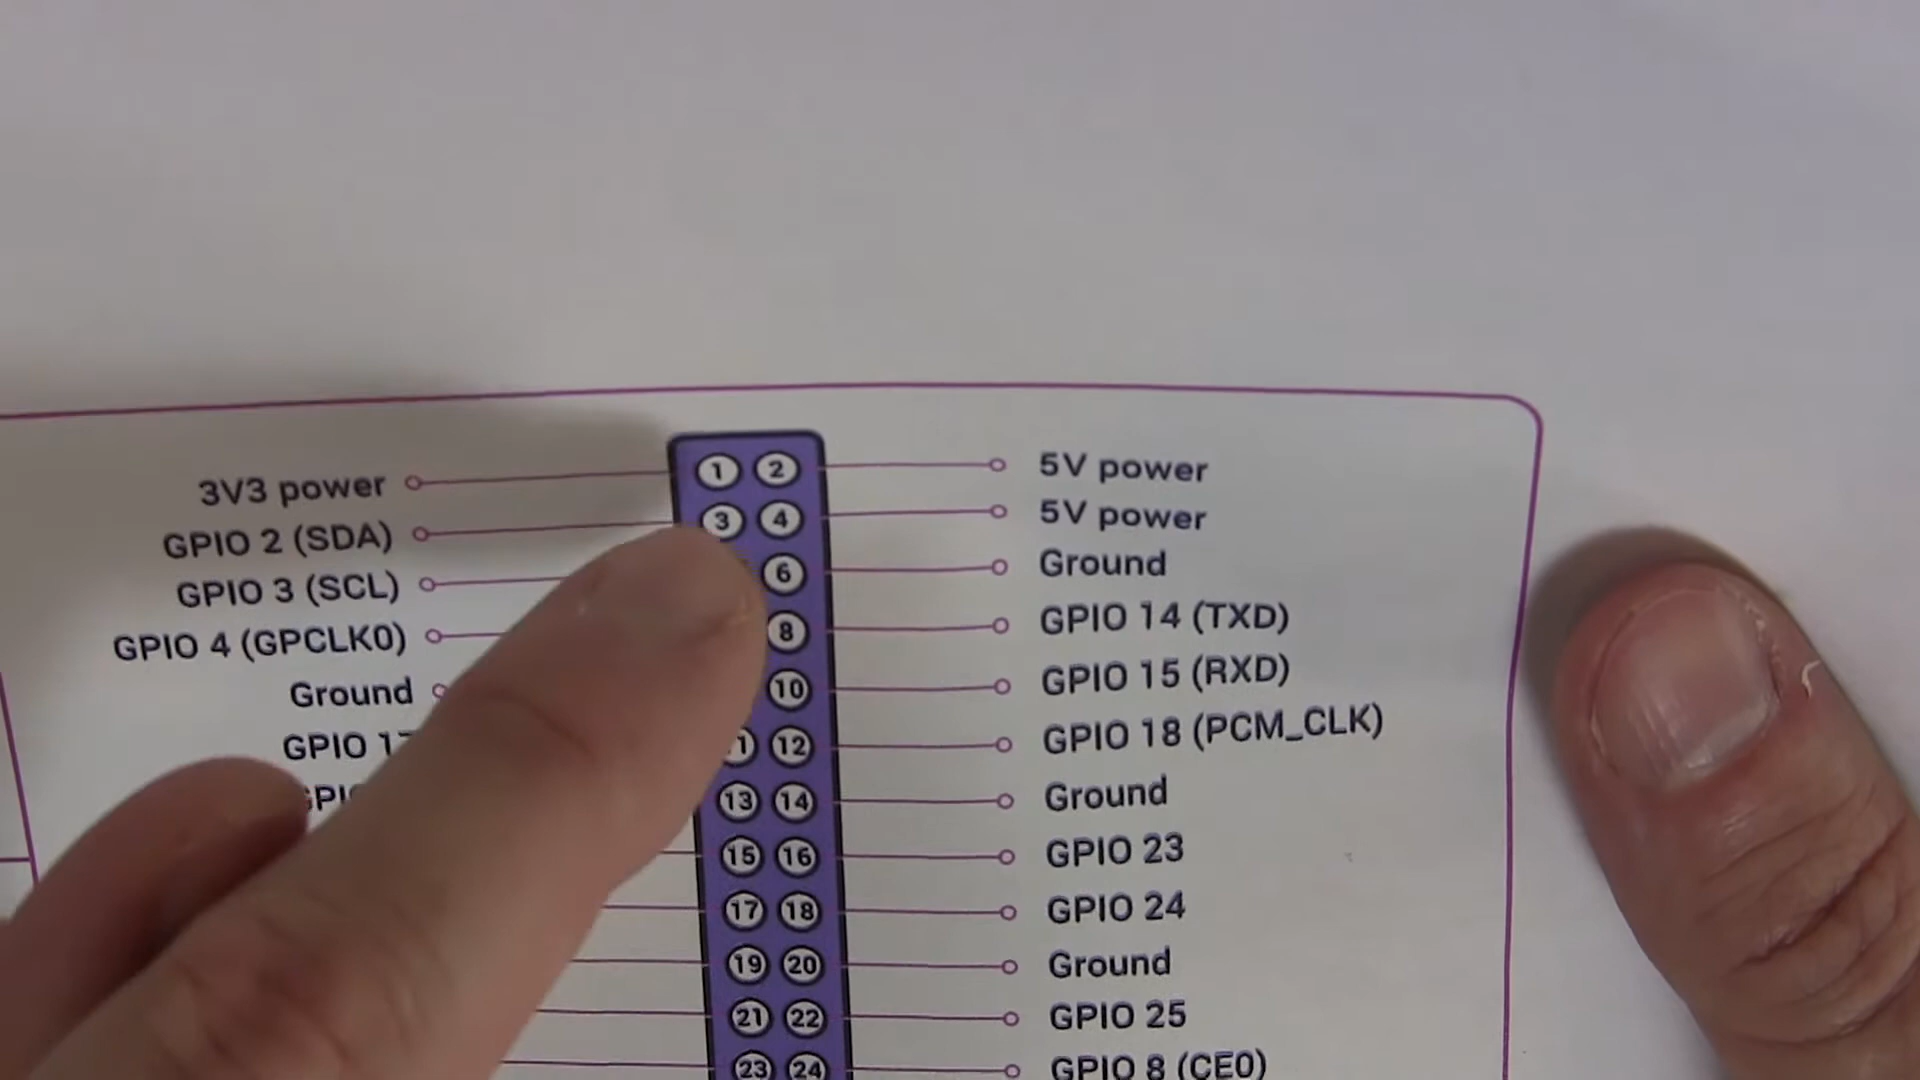 3V3 power 1 2 5V power
GPIO 2 (SDA) 3 4 5V power
GPIO 3 (SCL) 6 Ground
GPIO 4 (GPCLK0) 8 GPIO 14 (TXD)
Ground 10 GPIO 15 (RXD)
GPIO 12 GPIO 18 (PCM_CLK)
13 14 Ground
15 16 GPIO 23
17 18 GPIO 24
19 20 Ground
21 22 GPIO 25
23 24 GPIO 8 (CE0)